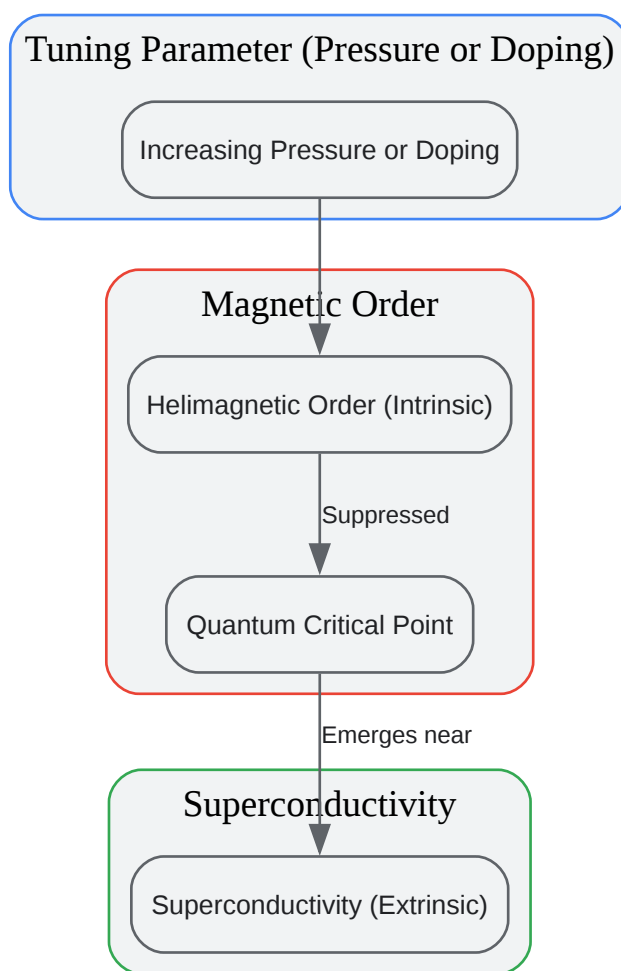 Tuning Parameter (Pressure or Doping)
Increasing Pressure or Doping
Magnetic Order
Helimagnetic Order (Intrinsic)
Suppressed
Quantum Critical Point
Emerges near
Superconductivity
Superconductivity (Extrinsic)